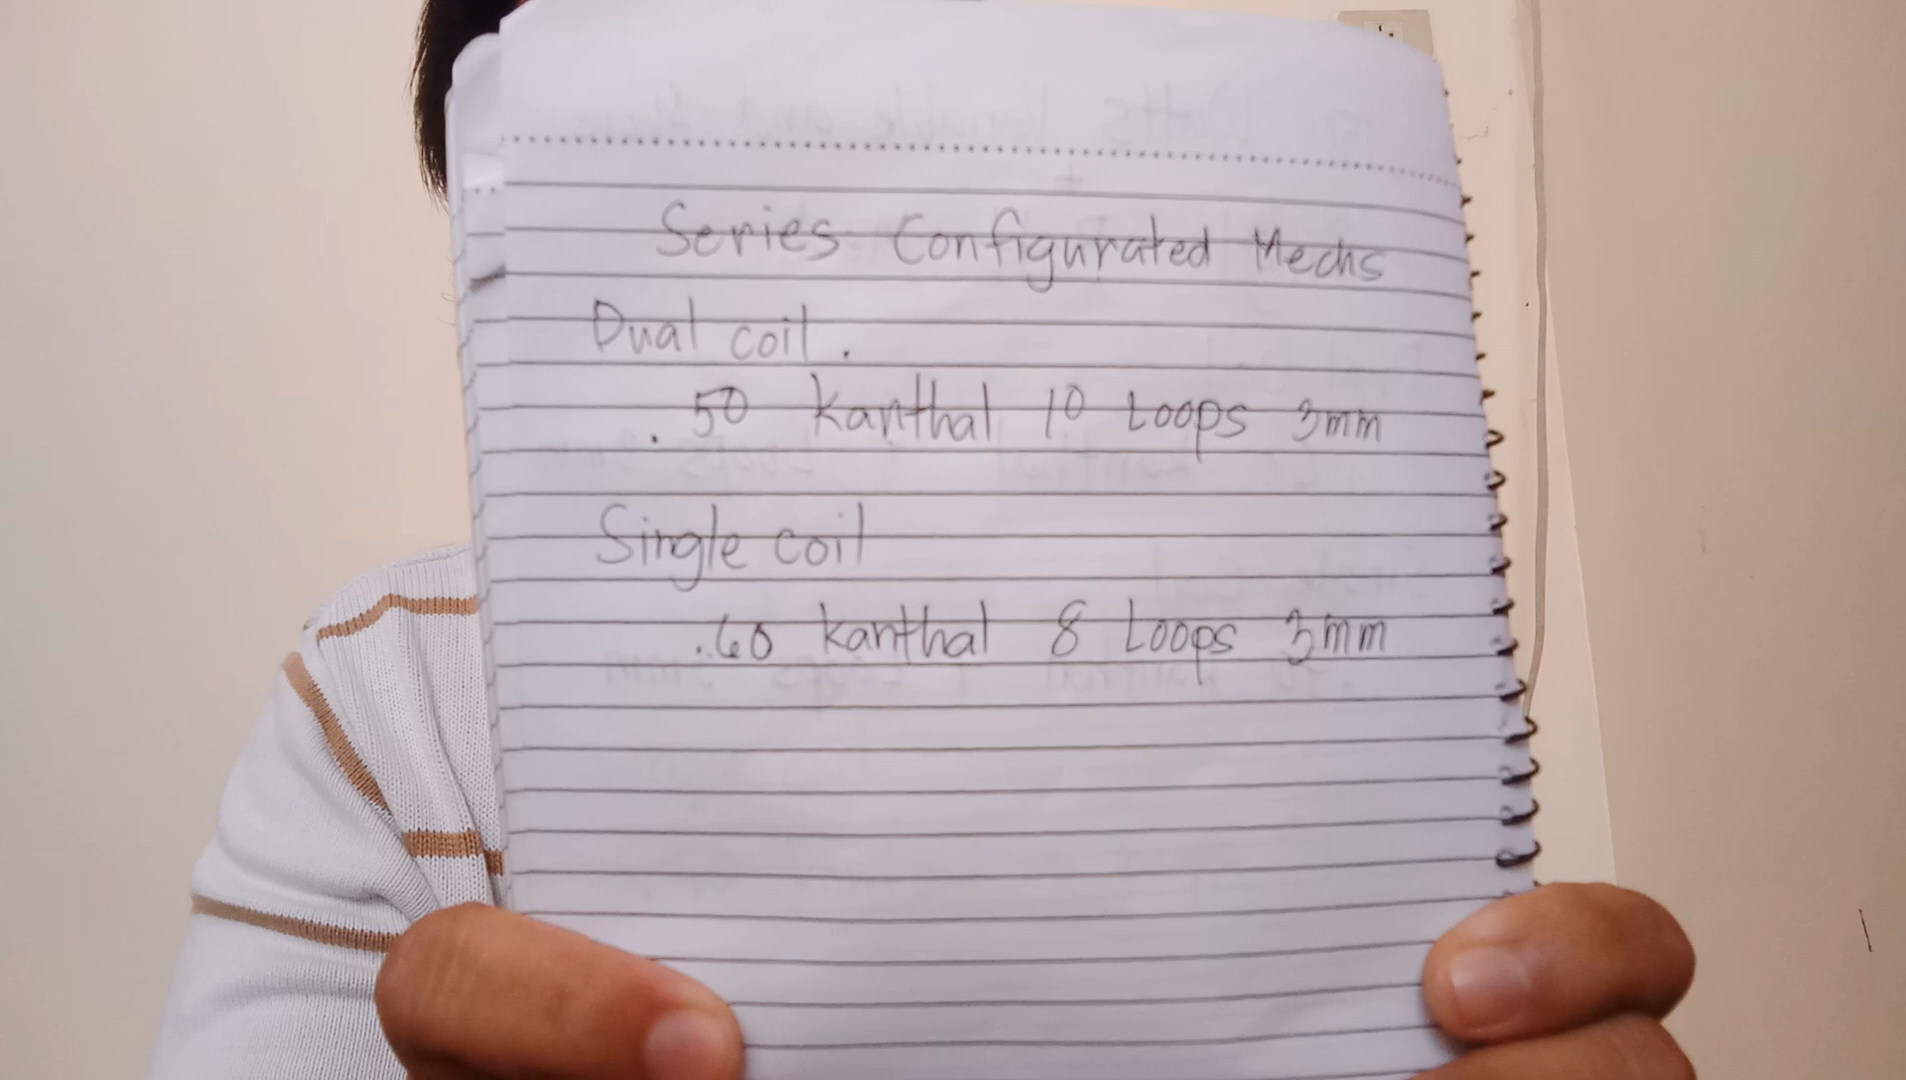 Series Configurated Mechs
Dual coil.
.50 Kanthal 10 Loops 3mm
Single coil
.60 Kanthal 8 Loops 3mm